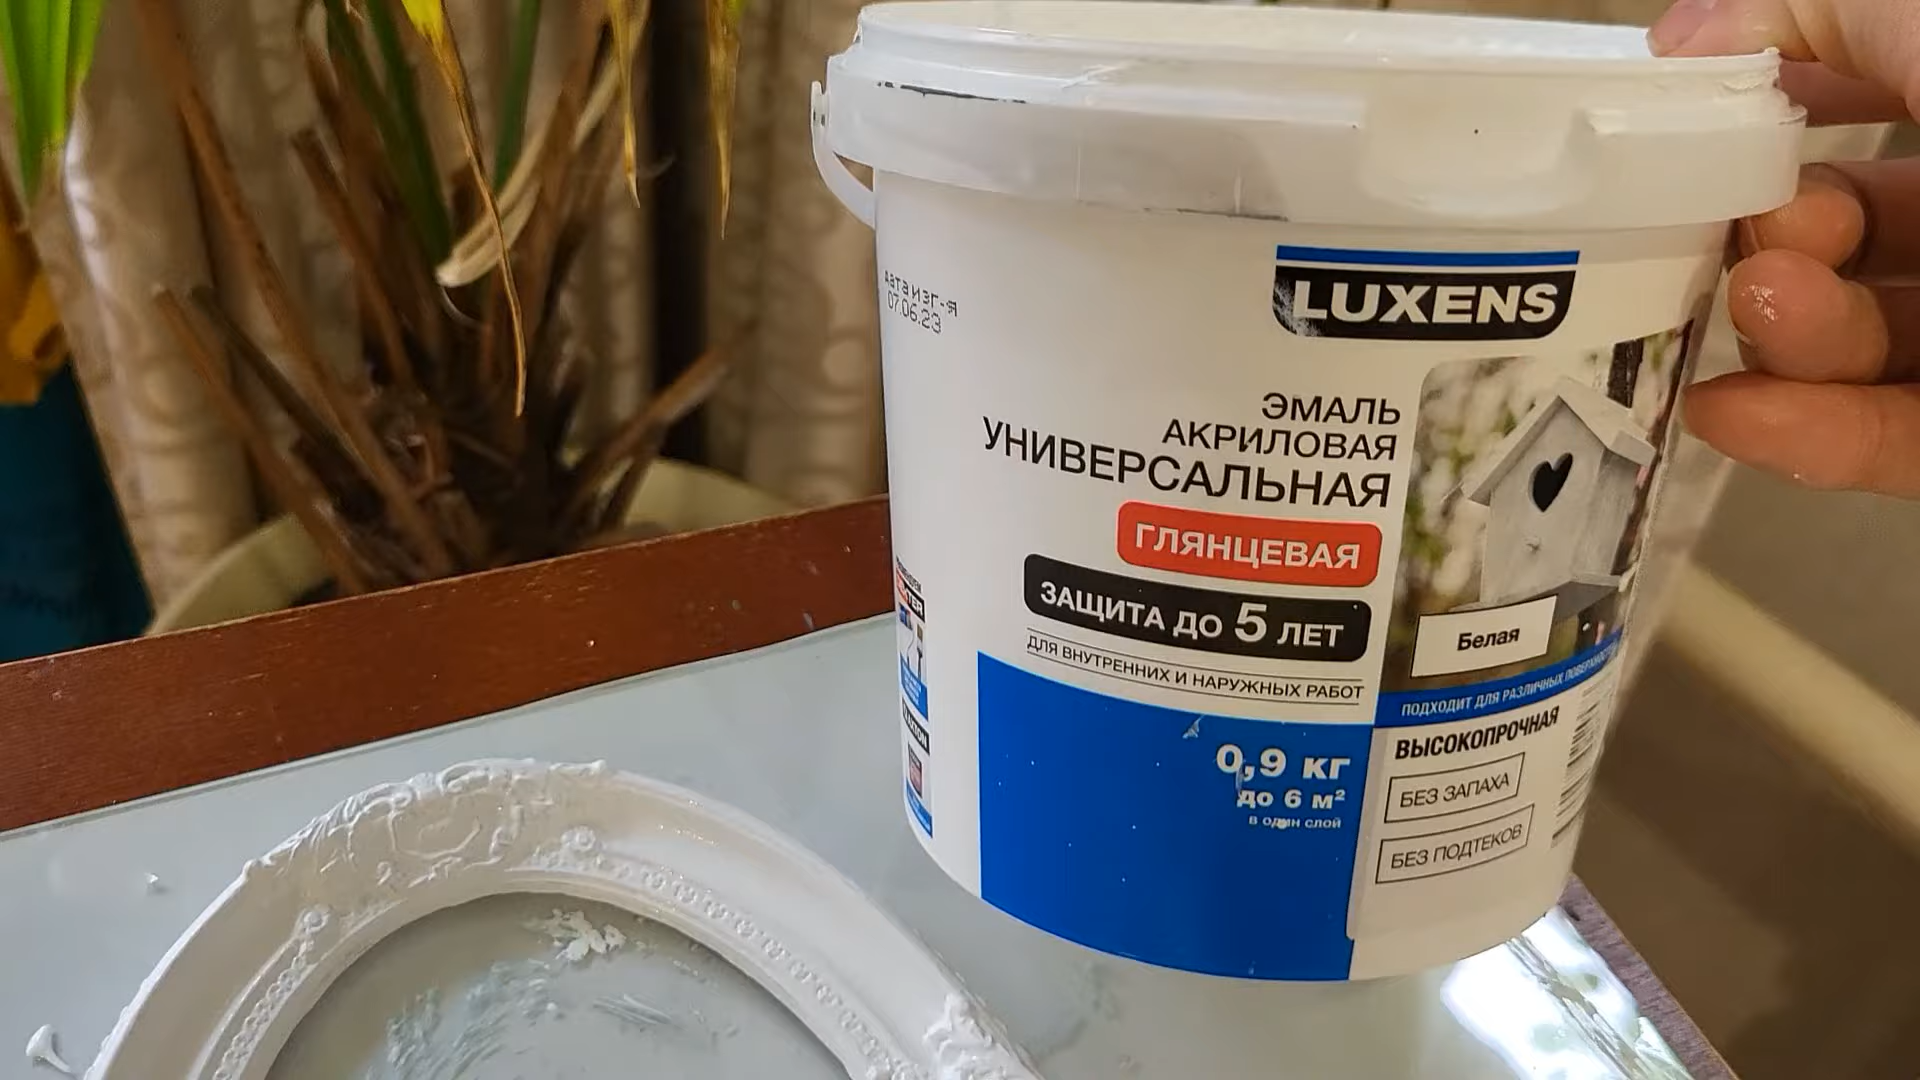 Дата изг-я
07.06.23
LUXENS
ЭМАЛЬ
АКРИЛОВАЯ
УНИВЕРСАЛЬНАЯ
ГЛЯНЦЕВАЯ
ЗАЩИТА ДО 5 ЛЕТ
ДЛЯ ВНУТРЕННИХ И НАРУЖНЫХ РАБОТ
0,9 кг
до 6 м²
в один слой
Белая
ПОДХОДИТ ДЛЯ РАЗЛИЧНЫХ ПОВЕРХНОСТЕЙ
ВЫСОКОПРОЧНАЯ
БЕЗ ЗАПАХА
БЕЗ ПОДТЕКОВ